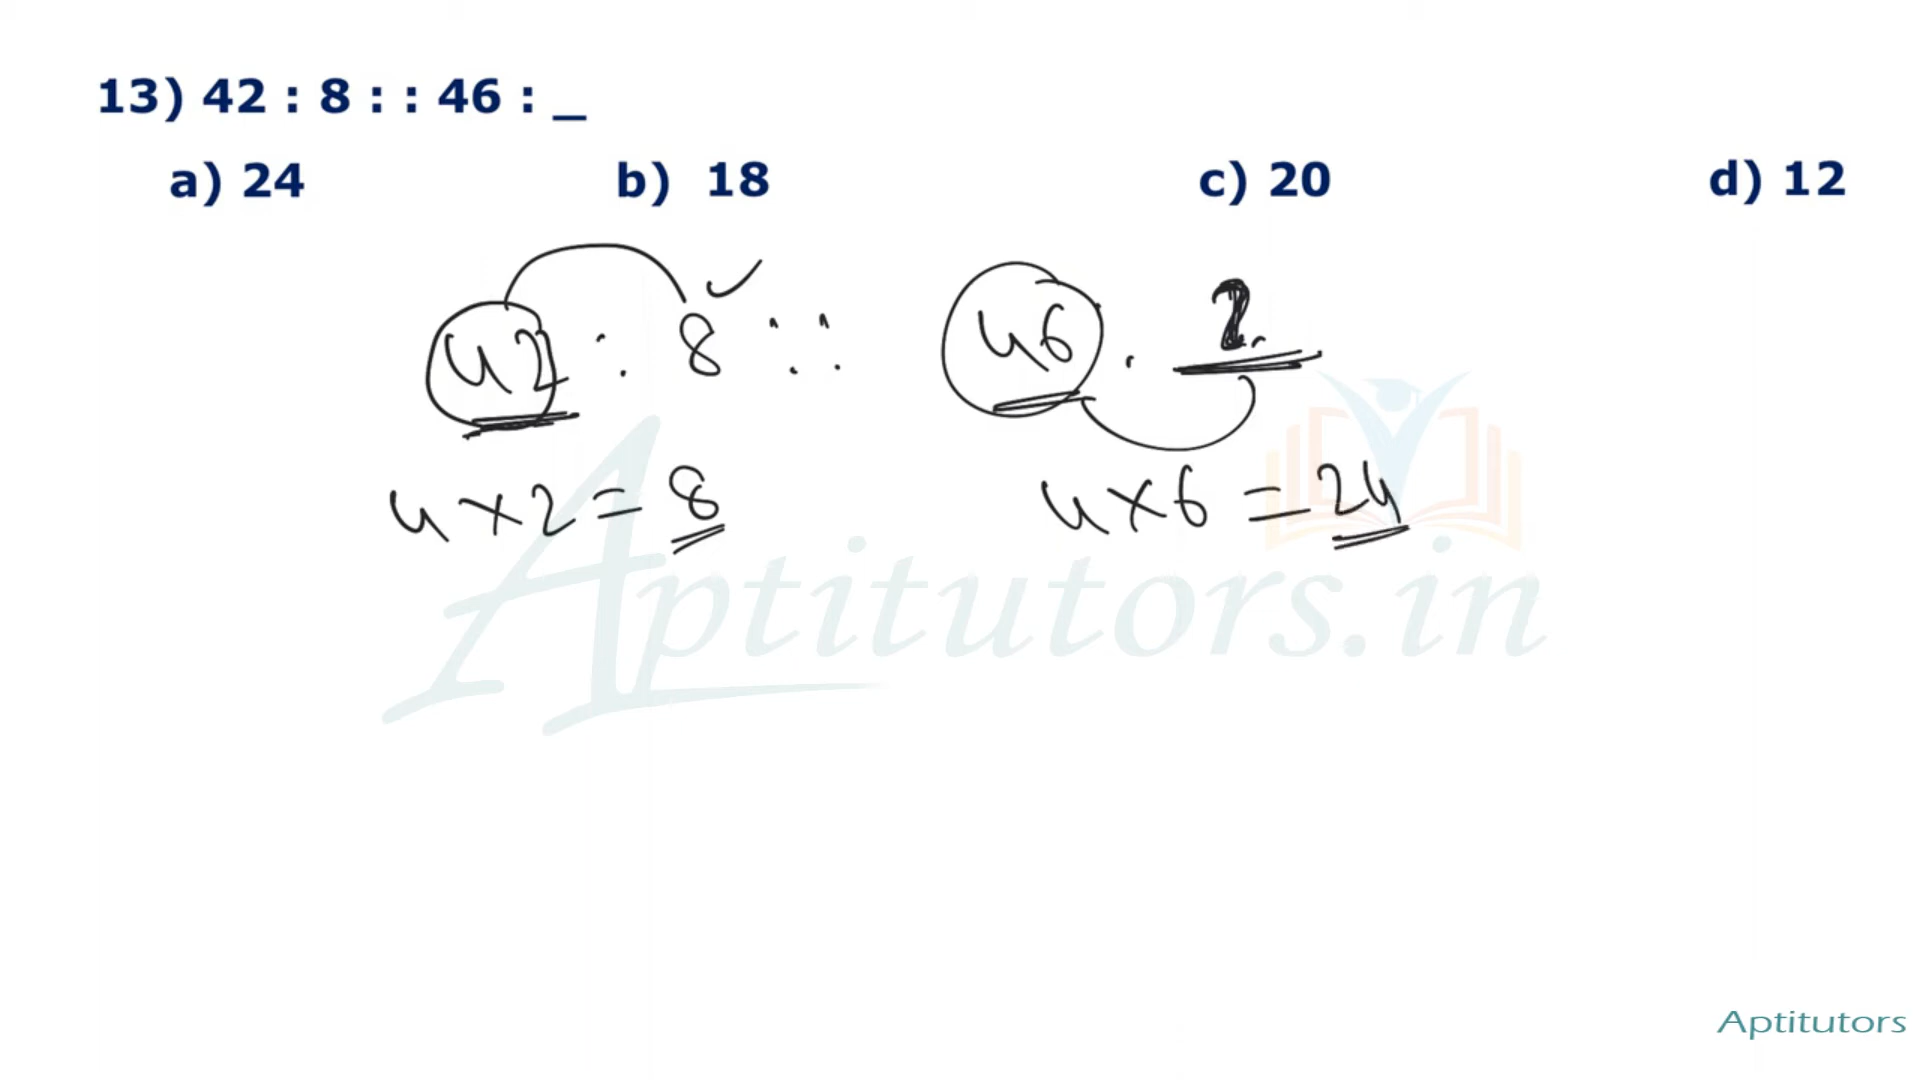 13) 42 : 8 : : 46 : _
a) 24 b) 18 c) 20 d) 12
42 : 8 :: 46 : ?
4 × 2 = 8 4 × 6 = 24
Aptitutors.in
Aptitutors